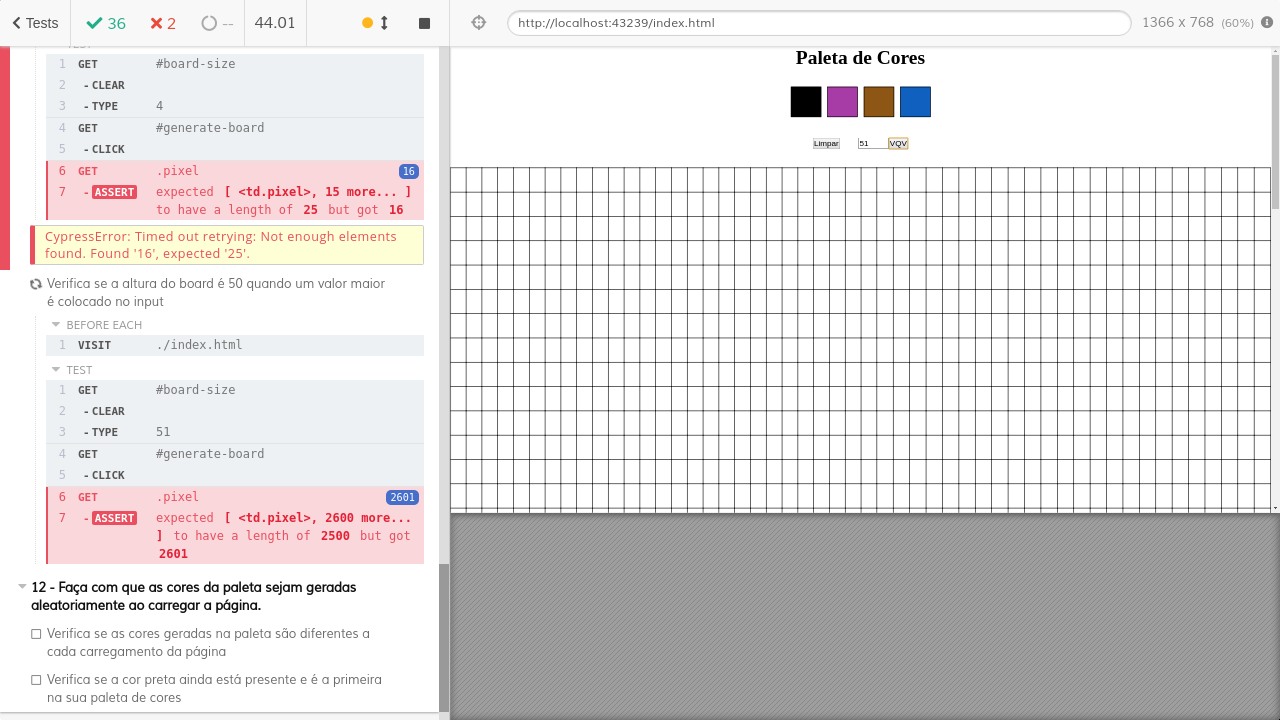 Tests
36
2
--
44.01
http://localhost:43239/index.html
1366 x 768 (60%)
1 GET #board-size
2 -CLEAR
3 -TYPE 4
4 GET #generate-board
5 -CLICK
6 GET .pixel 16
7 -ASSERT expected [ <td.pixel>, 15 more... ]
to have a length of 25 but got 16
CypressError: Timed out retrying: Not enough elements
found. Found '16', expected '25'.
Verifica se a altura do board é 50 quando um valor maior
é colocado no input
BEFORE EACH
1 VISIT ./index.html
TEST
1 GET #board-size
2 -CLEAR
3 -TYPE 51
4 GET #generate-board
5 -CLICK
6 GET .pixel 2601
7 -ASSERT expected [ <td.pixel>, 2600 more...
] to have a length of 2500 but got
2601
12 - Faça com que as cores da paleta sejam geradas
aleatoriamente ao carregar a página.
Verifica se as cores geradas na paleta são diferentes a
cada carregamento da página
Verifica se a cor preta ainda está presente e é a primeira
na sua paleta de cores
Paleta de Cores
Limpar 51 VQV